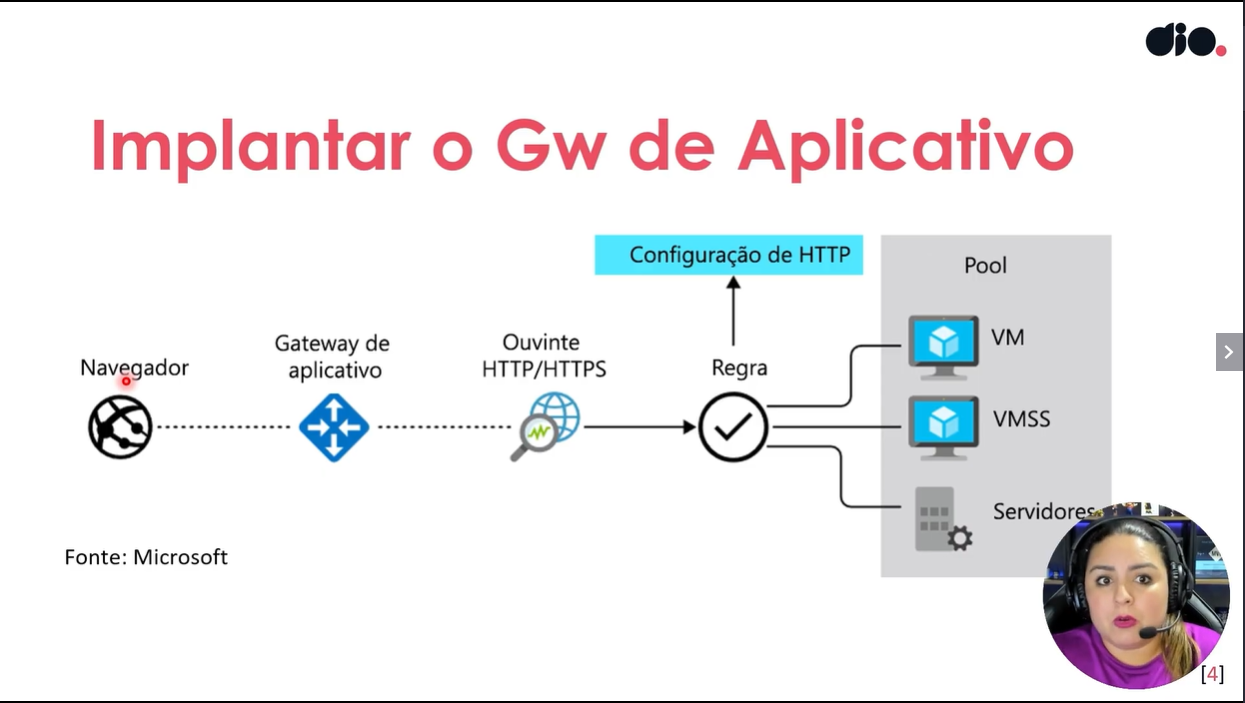 dio.
Implantar o Gw de Aplicativo
Configuração de HTTP
Pool
Navegador
Gateway de
aplicativo
Ouvinte
HTTP/HTTPS
Regra
VM
VMSS
Servidores
Fonte: Microsoft
[4]